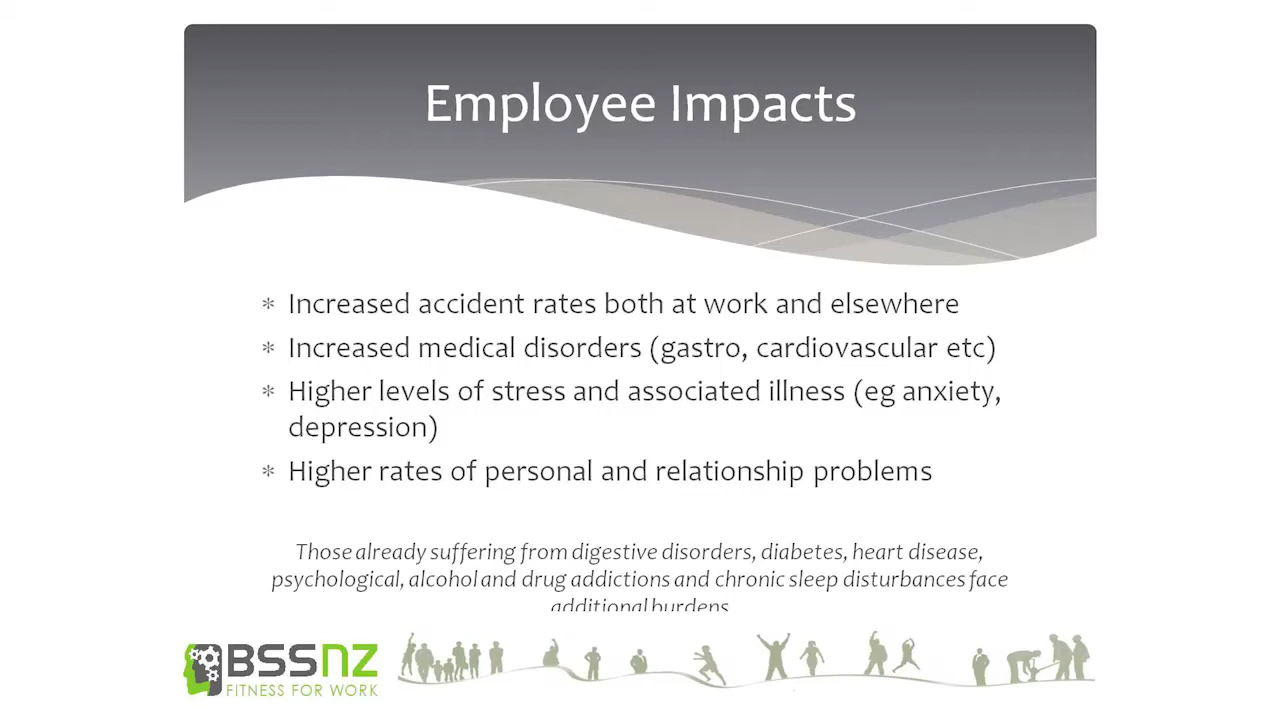 Employee Impacts
* Increased accident rates both at work and elsewhere
* Increased medical disorders (gastro, cardiovascular etc)
* Higher levels of stress and associated illness (eg anxiety,
depression)
* Higher rates of personal and relationship problems
Those already suffering from digestive disorders, diabetes, heart disease,
psychological, alcohol and drug addictions and chronic sleep disturbances face
additional burdens
BSSNZ
FITNESS FOR WORK